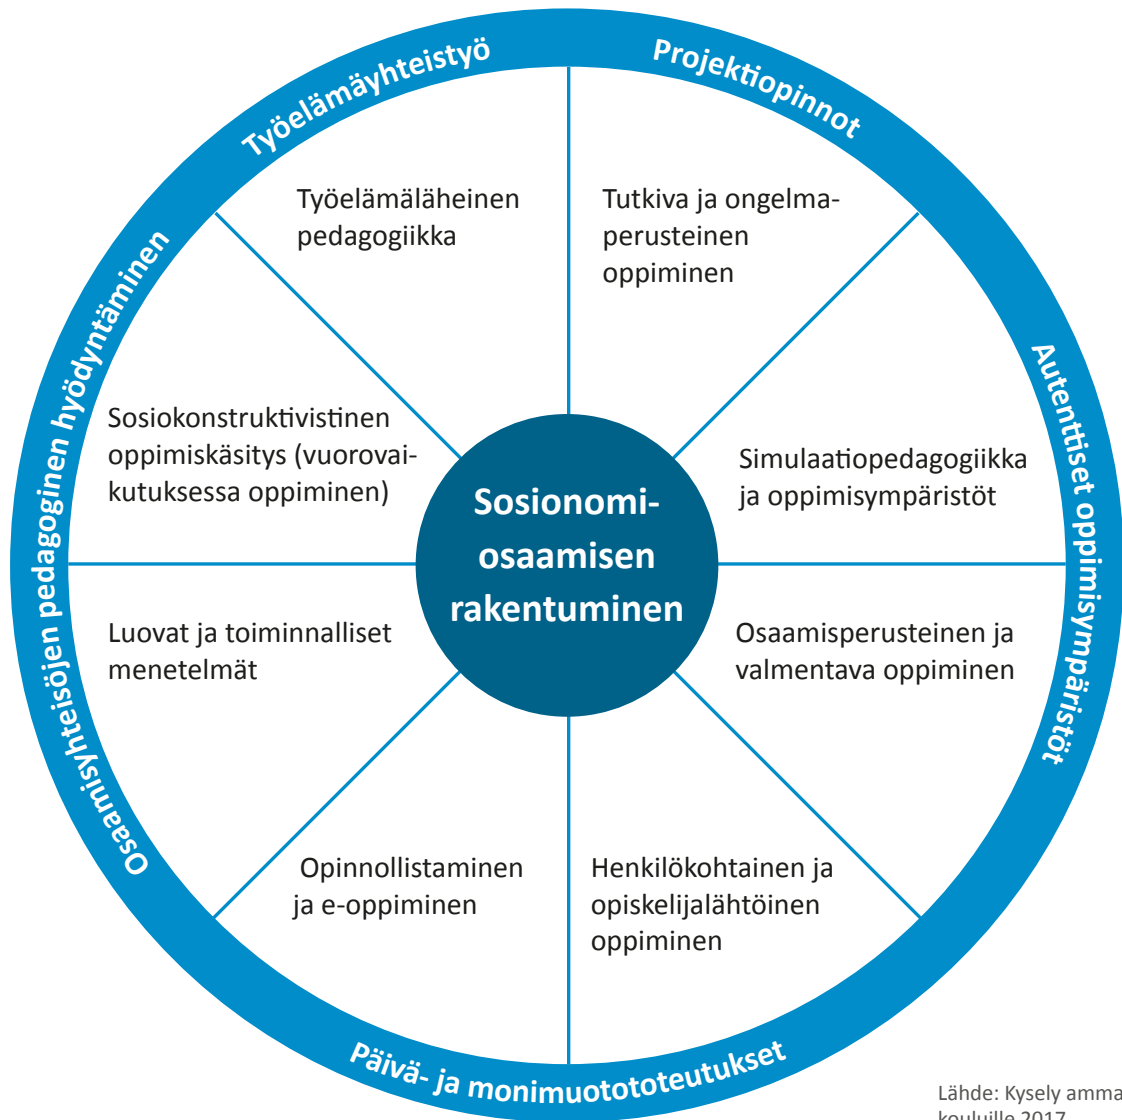 Työelämäyhteistyö
Projektiopinnot
Autenttiset oppimisympäristöt
Päivä- ja monimuotototeutukset
Osaamisyhteisöjen pedagoginen hyödyntäminen
Työelämäläheinen
pedagogiikka
Tutkiva ja ongelma-
perusteinen
oppiminen
Simulaatiopedagogiikka
ja oppimisympäristöt
Osaamisperusteinen ja
valmentava oppiminen
Henkilökohtainen ja
opiskelijalähtöinen
oppiminen
Opinnollistaminen
ja e-oppiminen
Luovat ja toiminnalliset
menetelmät
Sosiokonstruktivistinen
oppimiskäsitys (vuorovai-
kutuksessa oppiminen)
Sosionomi-
osaamisen
rakentuminen
Lähde: Kysely amma
kouluille 2017